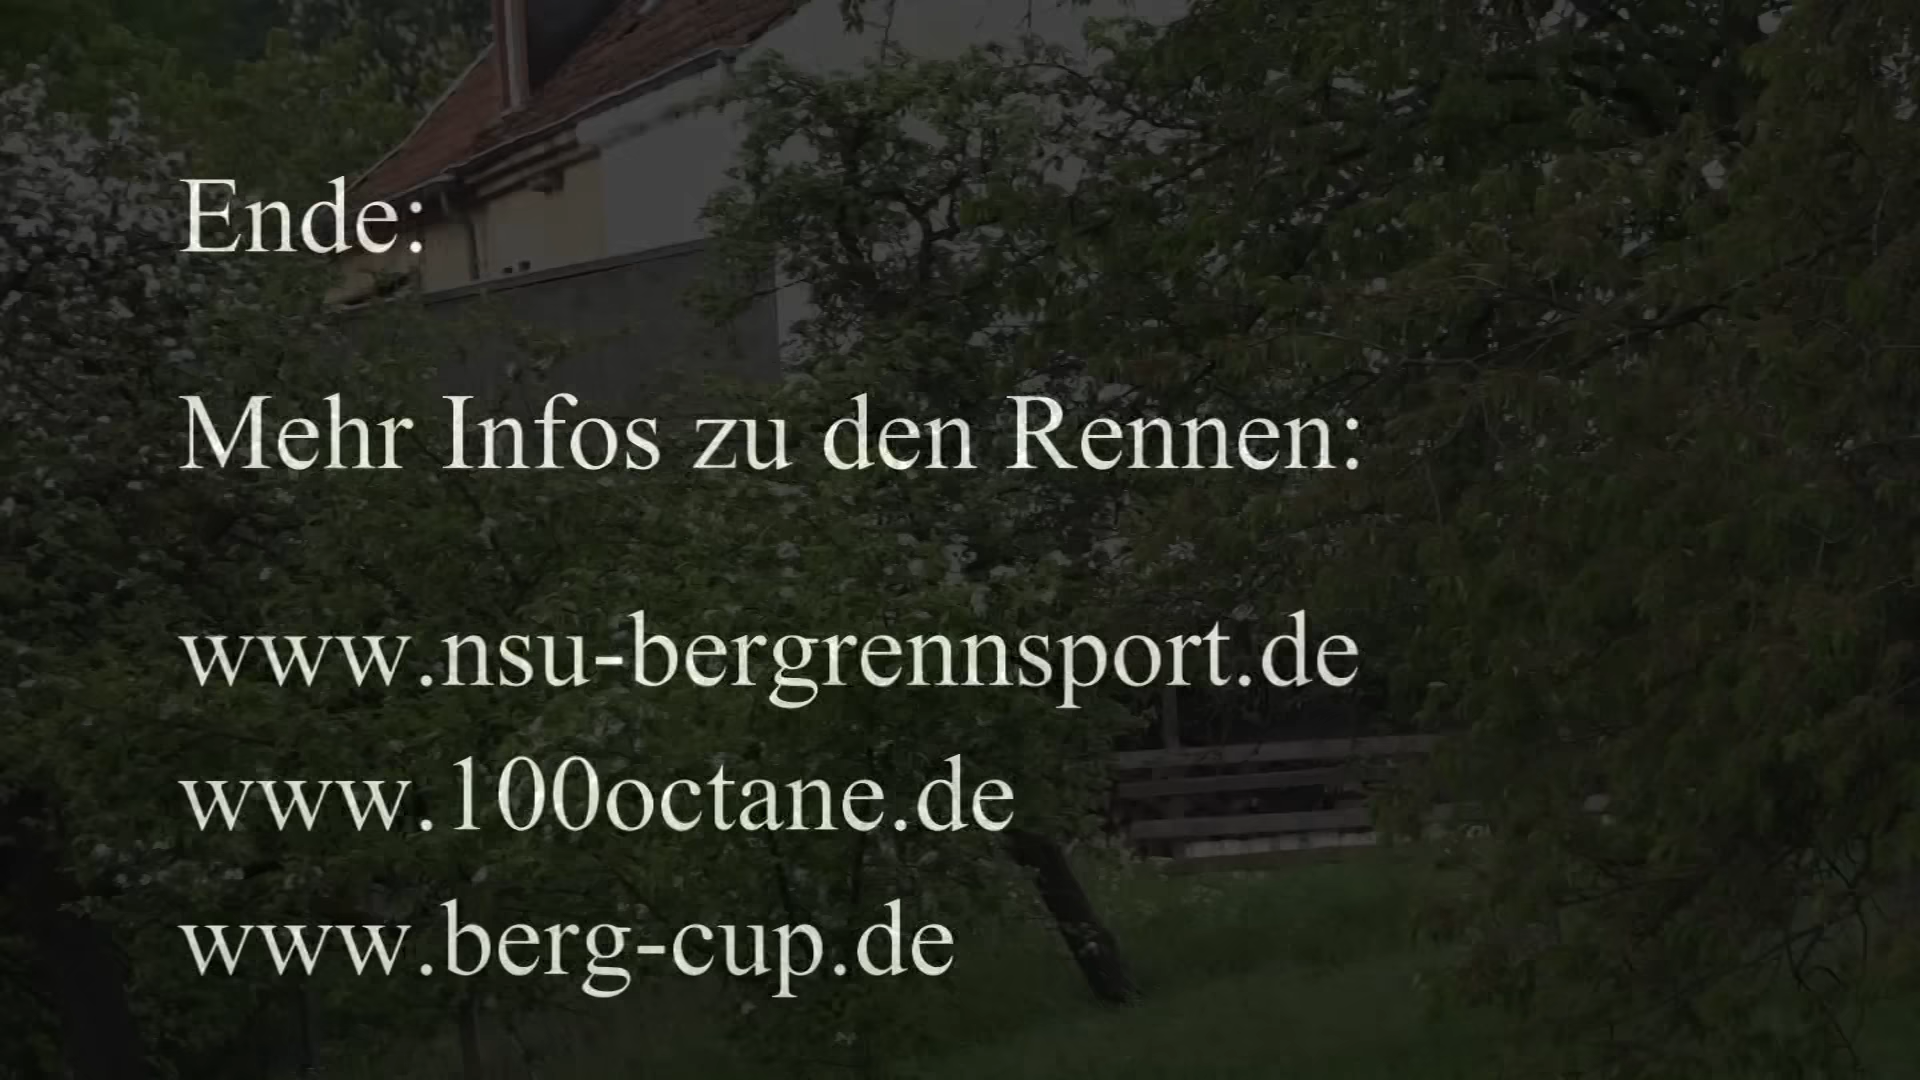 Ende:
Mehr Infos zu den Rennen:
www.nsu-bergrennsport.de
www.100octane.de
www.berg-cup.de